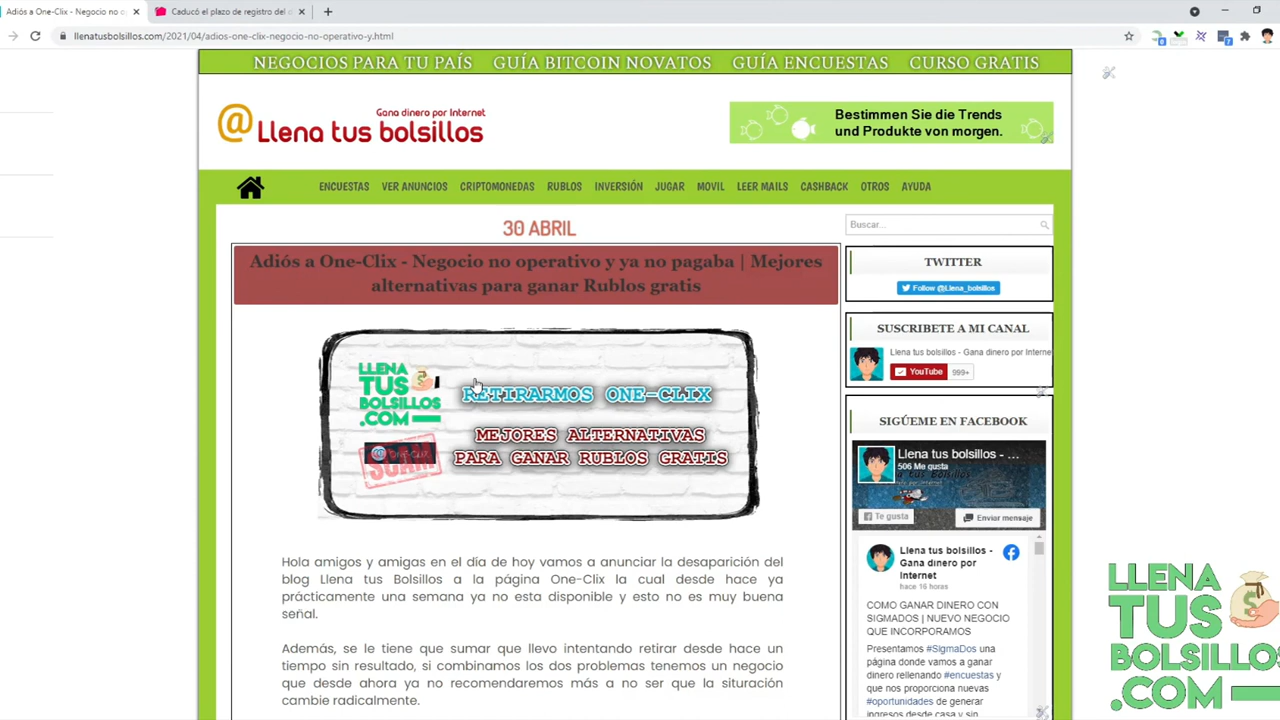 Adiós a One-Clix - Negocio no o
Caducó el plazo de registro del d
llenatusbolsillos.com/2021/04/adios-one-clix-negocio-no-operativo-y.html
NEGOCIOS PARA TU PAÍS GUÍA BITCOIN NOVATOS GUÍA ENCUESTAS CURSO GRATIS
Gana dinero por Internet
@Llena tus bolsillos
Bestimmen Sie die Trends
und Produkte von morgen.
ENCUESTAS VER ANUNCIOS CRIPTOMONEDAS RUBLOS INVERSIÓN JUGAR MOVIL LEER MAILS CASHBACK OTROS AYUDA
30 ABRIL
Adiós a One-Clix - Negocio no operativo y ya no pagaba | Mejores
alternativas para ganar Rublos gratis
LLENA
TUS
BOLSILLOS
.COM
SCAM
RETIRARMOS ONE-CLIX
MEJORES ALTERNATIVAS
PARA GANAR RUBLOS GRATIS
Hola amigos y amigas en el día de hoy vamos a anunciar la desaparición del
blog Llena tus Bolsillos a la página One-Clix la cual desde hace ya
prácticamente una semana ya no esta disponible y esto no es muy buena
señal.
Además, se le tiene que sumar que llevo intentando retirar desde hace un
tiempo sin resultado, si combinamos los dos problemas tenemos un negocio
que desde ahora ya no recomendaremos más a no ser que la situración
cambie radicalmente.
Buscar...
TWITTER
Follow @Llena_bolsillos
SUSCRIBETE A MI CANAL
Llena tus bolsillos - Gana dinero por Interne
YouTube 999+
SIGÚEME EN FACEBOOK
Llena tus bolsillos - ...
506 Me gusta
Te gusta
Enviar mensaje
Llena tus bolsillos -
Gana dinero por
Internet
hace 16 horas
COMO GANAR DINERO CON
SIGMADOS | NUEVO NEGOCIO
QUE INCORPORAMOS
Presentamos #SigmaDos una
página donde vamos a ganar
dinero rellenando #encuestas y
que nos proporciona nuevas
#oportunidades de generar
ingresos desde casa y sin
LLENA
TUS
BOLSILLOS
.COM